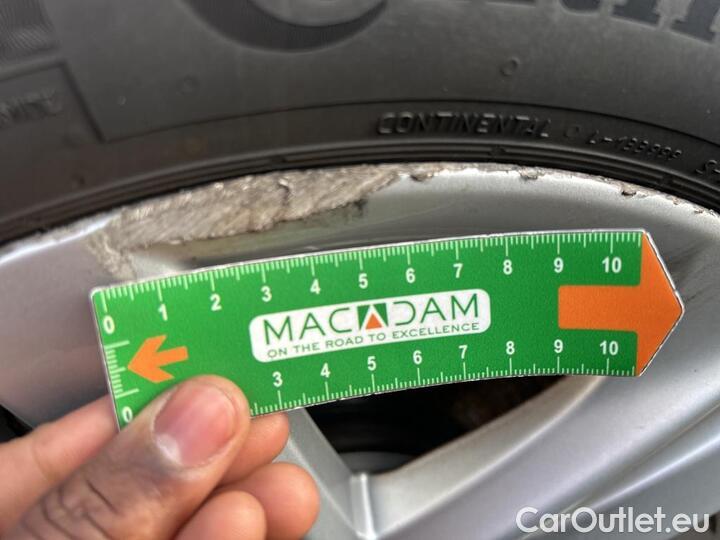 CONTINENTAL
0 1 2 3 4 5 6 7 8 9 10
MACADAM
ON THE ROAD TO EXCELLENCE
0 3 4 5 6 7 8 9 10
CarOutlet.eu